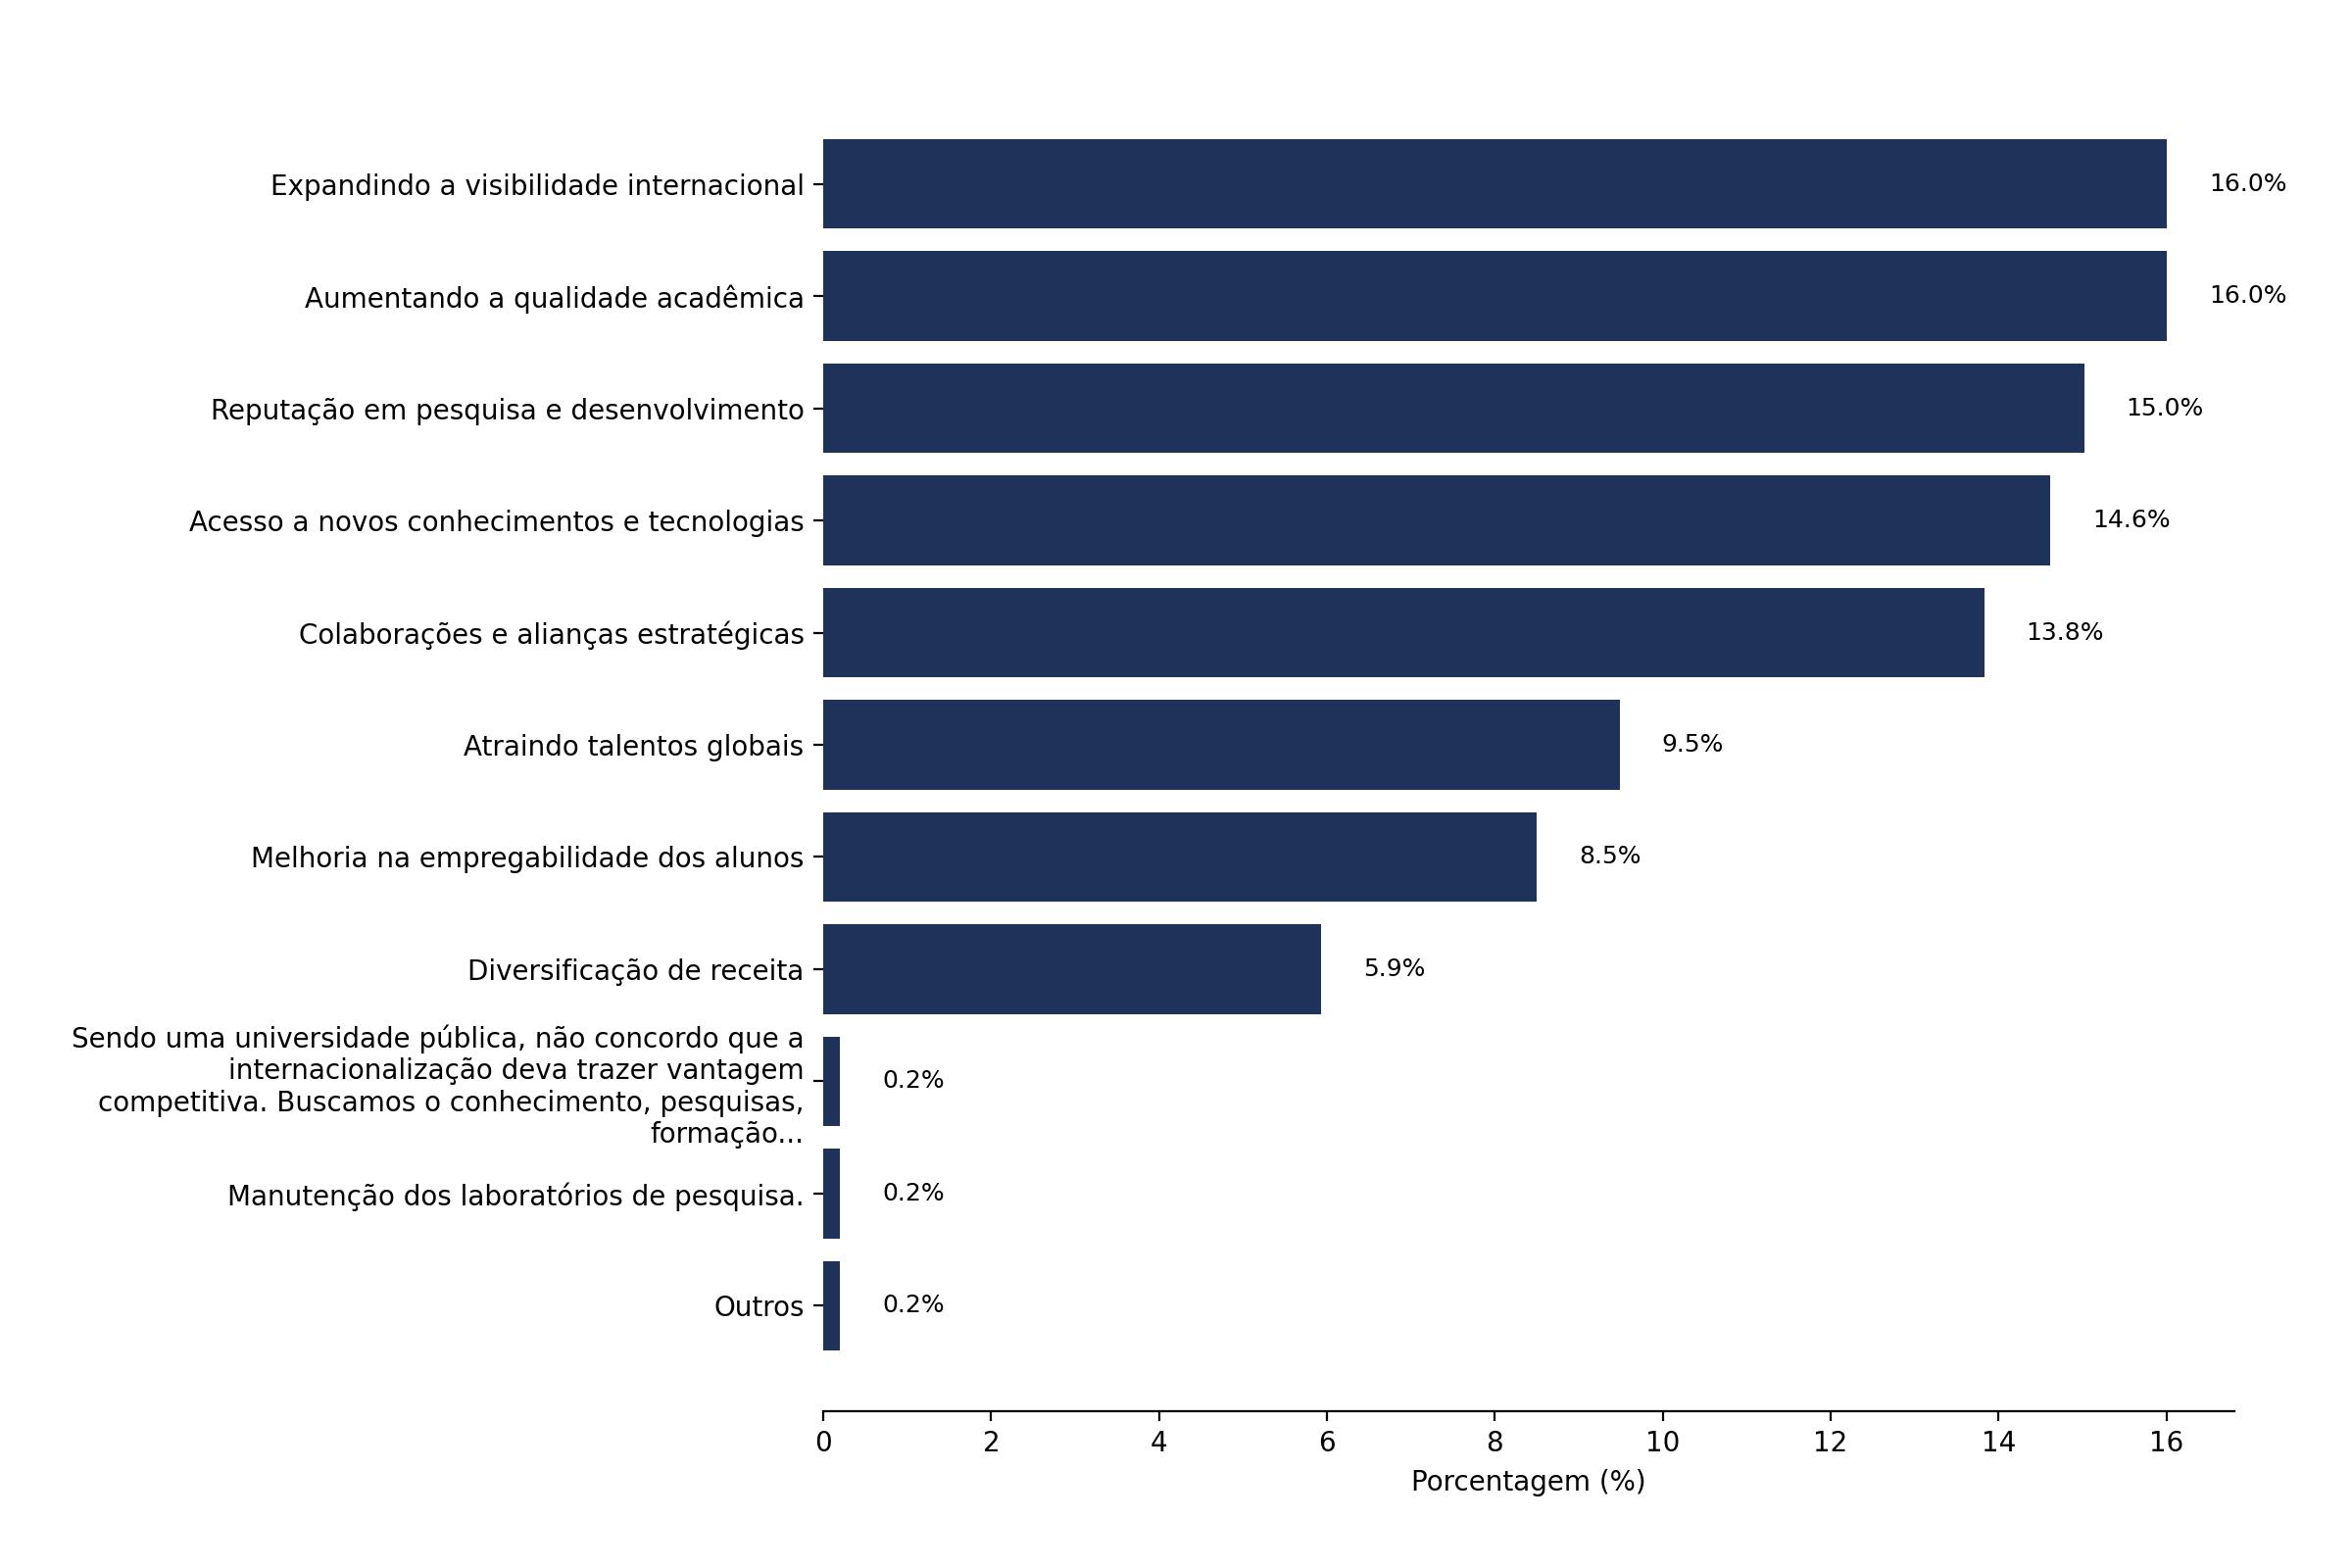 Expandindo a visibilidade internacional 16.0%
Aumentando a qualidade acadêmica 16.0%
Reputação em pesquisa e desenvolvimento 15.0%
Acesso a novos conhecimentos e tecnologias 14.6%
Colaborações e alianças estratégicas 13.8%
Atraindo talentos globais 9.5%
Melhoria na empregabilidade dos alunos 8.5%
Diversificação de receita 5.9%
Sendo uma universidade pública, não concordo que a
internacionalização deva trazer vantagem
competitiva. Buscamos o conhecimento, pesquisas,
formação...
0.2%
Manutenção dos laboratórios de pesquisa. 0.2%
Outros 0.2%
0 2 4 6 8 10 12 14 16
Porcentagem (%)